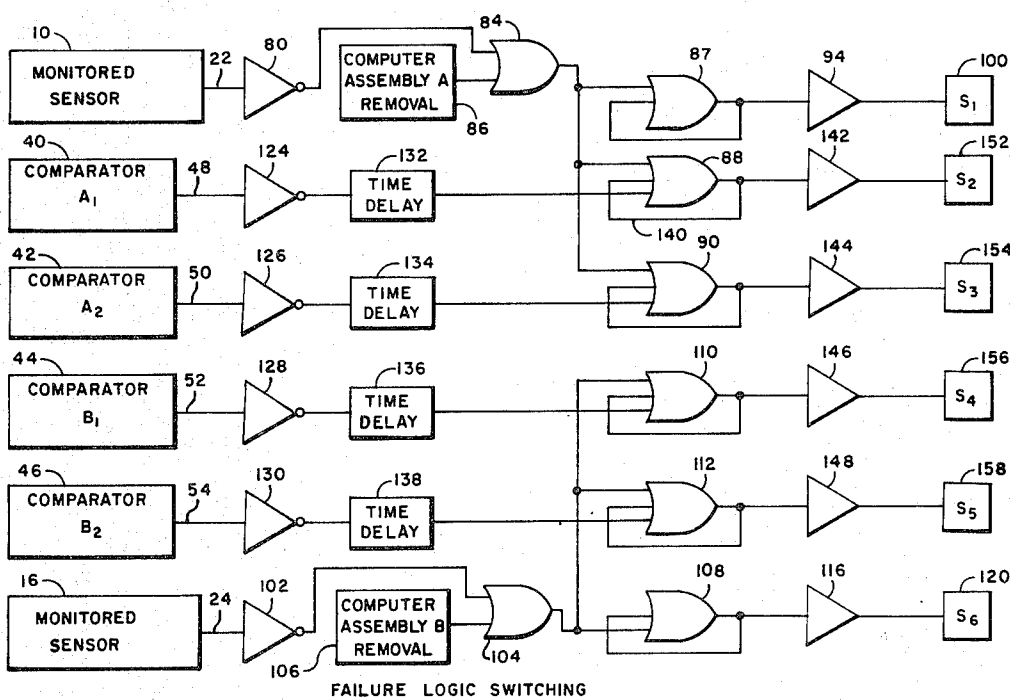 10
MONITORED
SENSOR
22
80
COMPUTER
ASSEMBLY A
REMOVAL
86
84
87
94
100
S1
40
COMPARATOR
A1
48
124
132
TIME
DELAY
88
140
142
152
S2
42
COMPARATOR
A2
50
126
134
TIME
DELAY
90
144
154
S3
44
COMPARATOR
B1
52
128
136
TIME
DELAY
110
146
156
S4
46
COMPARATOR
B2
54
130
138
TIME
DELAY
112
148
158
S5
16
MONITORED
SENSOR
24
102
COMPUTER
ASSEMBLY B
REMOVAL
106
104
108
116
120
S6
FAILURE LOGIC SWITCHING